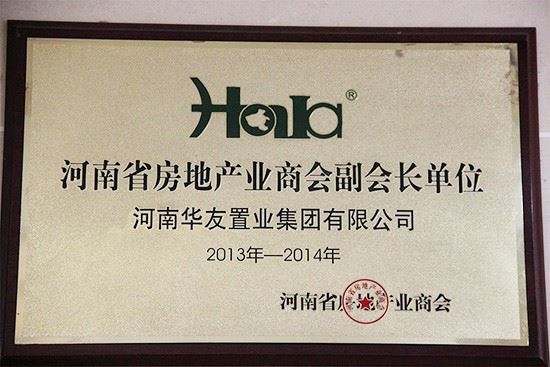 Hola®
河南省房地产业商会副会长单位
河南华友置业集团有限公司
2013年—2014年
河南省房地产业商会